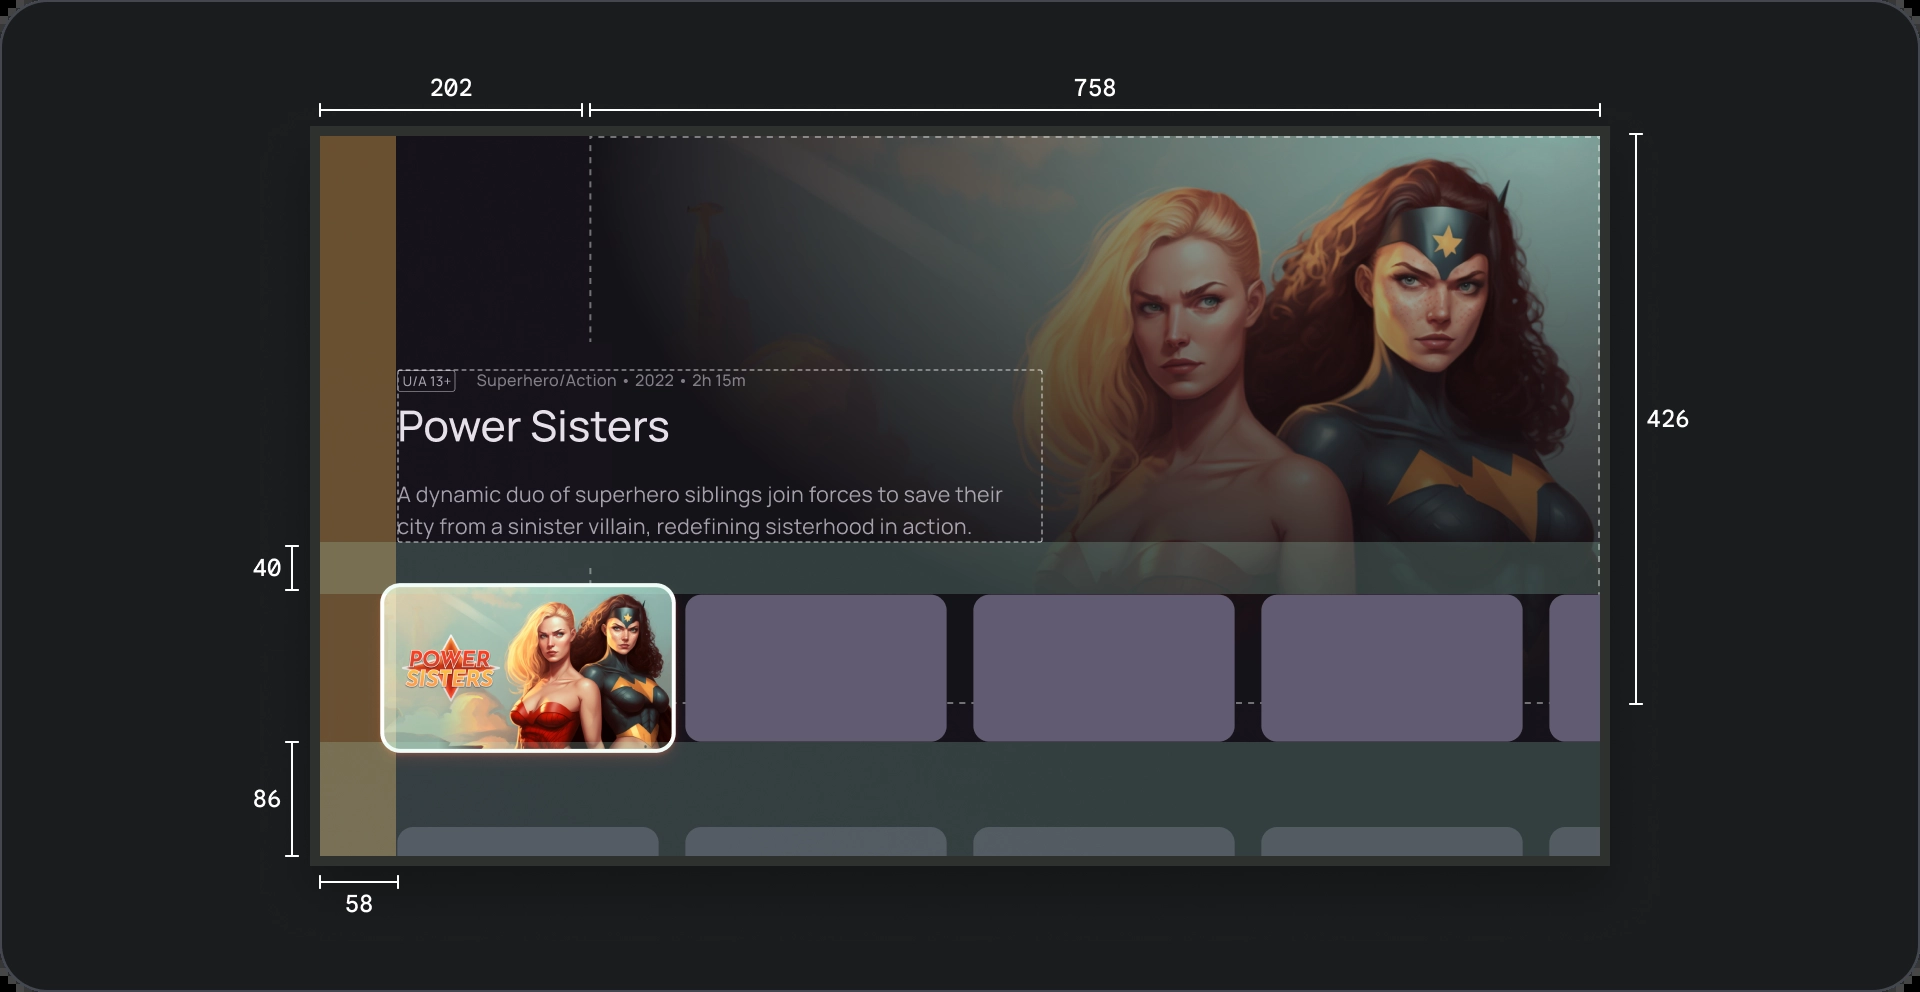 202
758
U/A 13+ Superhero/Action • 2022 • 2h 15m
Power Sisters
426
A dynamic duo of superhero siblings join forces to save their
city from a sinister villain, redefining sisterhood in action.
40
POWER
SISTERS
86
58